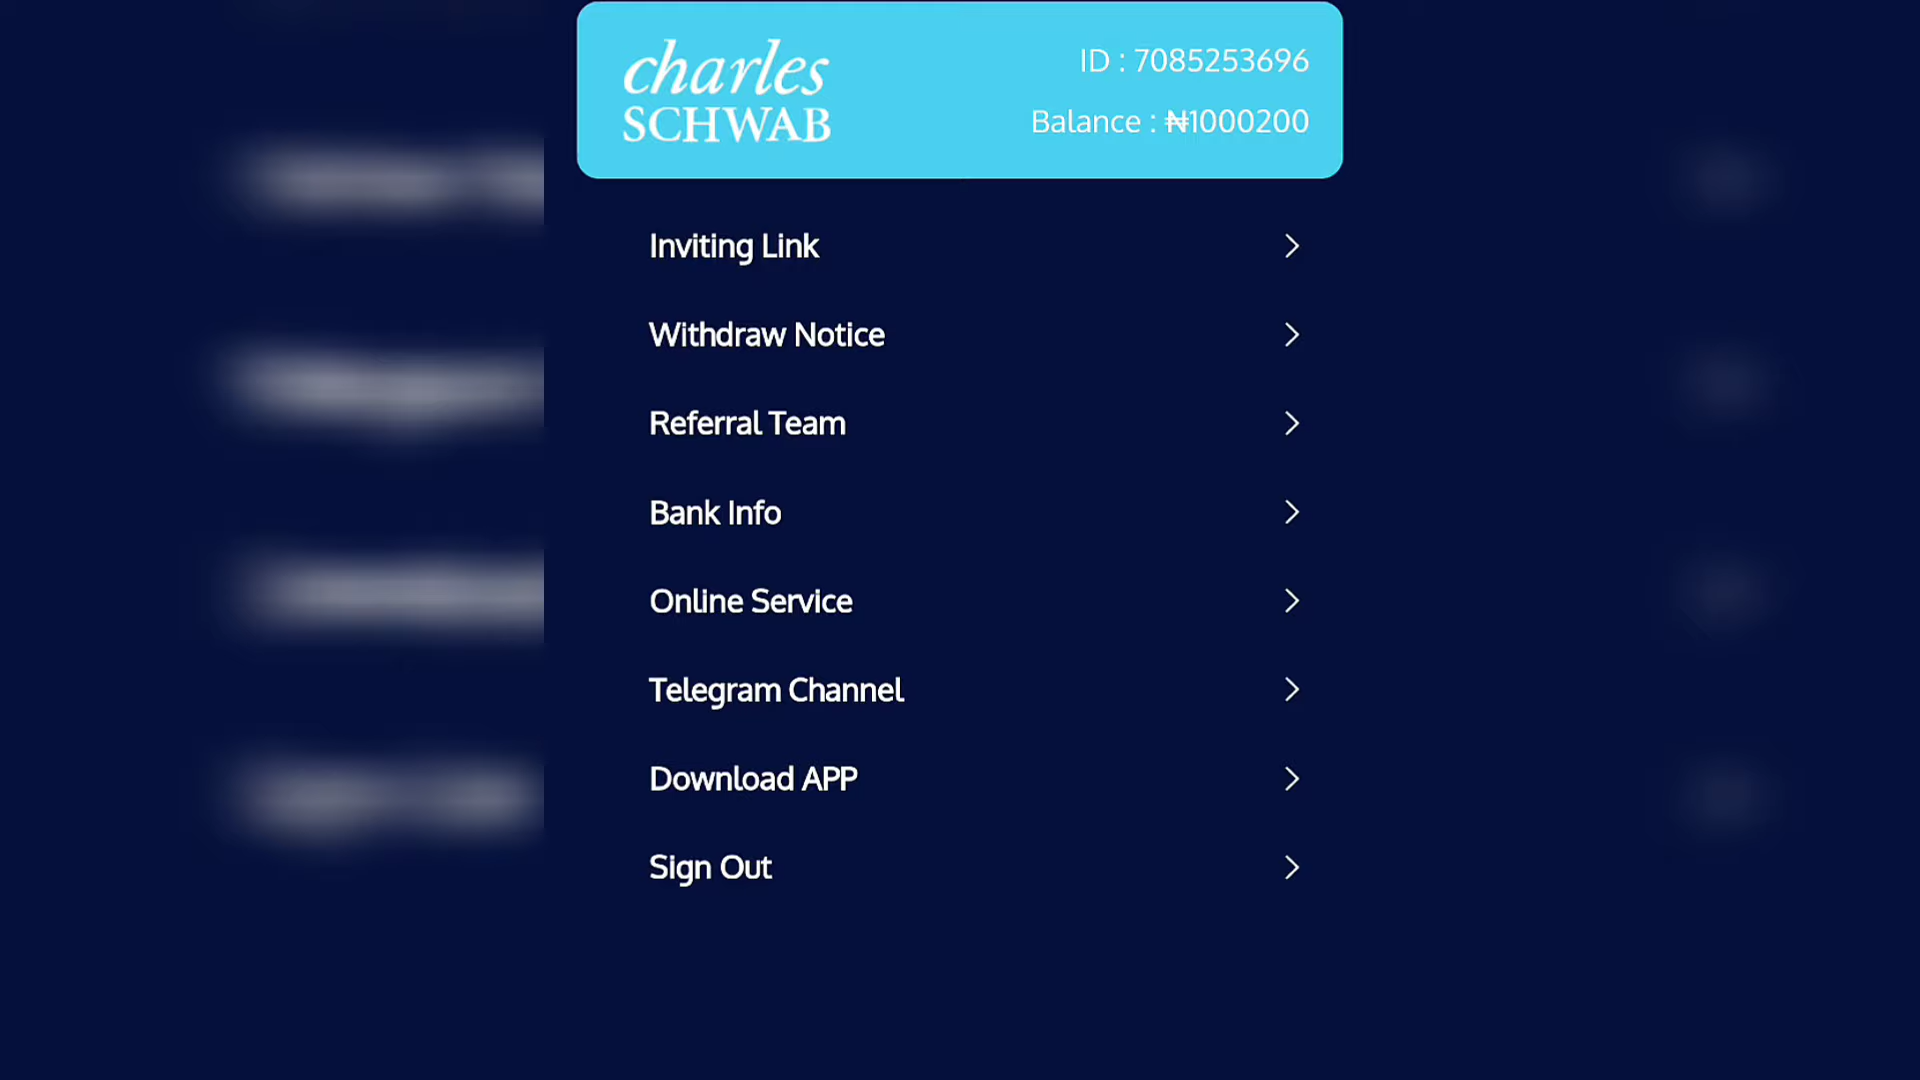 charles
SCHWAB
ID : 7085253696
Balance : ₦1000200
Inviting Link
Withdraw Notice
Referral Team
Bank Info
Online Service
Telegram Channel
Download APP
Sign Out